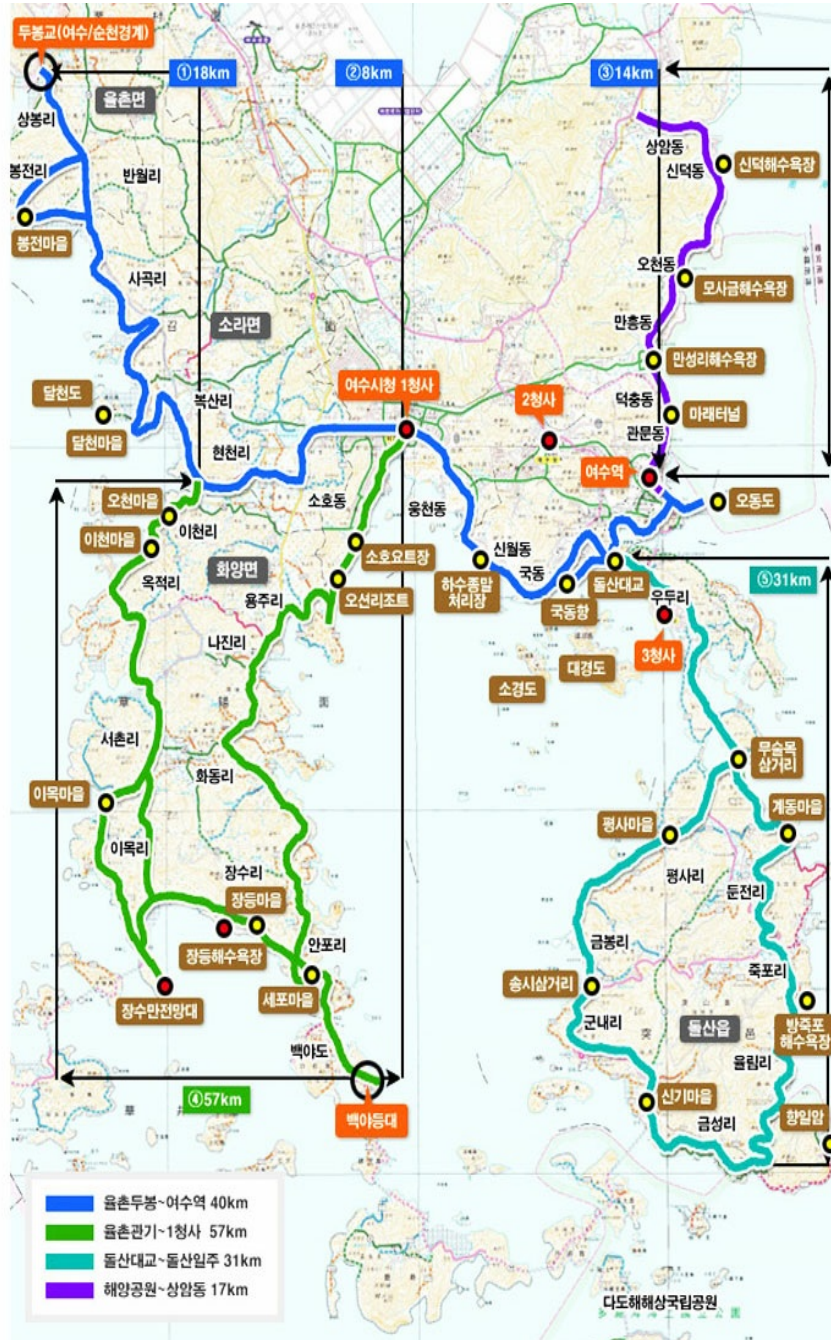 두봉교(여수/순천경계)
①18km
②8km
③14km
율촌면
상봉리
상암동
봉전리
반월리
신덕동
신덕해수욕장
봉전마을
사곡리
오천동
모사금해수욕장
소라면
만흥동
만성리해수욕장
달천도
복산리
여수시청 1청사
2청사
덕충동
마래터널
달천마을
현천리
관문동
여수역
오천마을
소호동
웅천동
오동도
이천리
이천마을
소호요트장
신월동
옥적리
화양면
오션리조트
하수종말
처리장
국동
돌산대교
⑤31km
용주리
국동항
우두리
나진리
3청사
대경도
소경도
서촌리
무술목
삼거리
화동리
이목마을
평사마을
계동마을
이목리
평사리
장수리
둔전리
장등마을
금봉리
장등해수욕장
안포리
죽포리
장수만전망대
세포마을
송시삼거리
방죽포
해수욕장
군내리
돌산읍
백야도
율림리
④57km
백야등대
신기마을
금성리
향일암
율촌두봉~여수역 40km
율촌관기~1청사 57km
돌산대교~돌산일주 31km
해양공원~상암동 17km
다도해해상국립공원